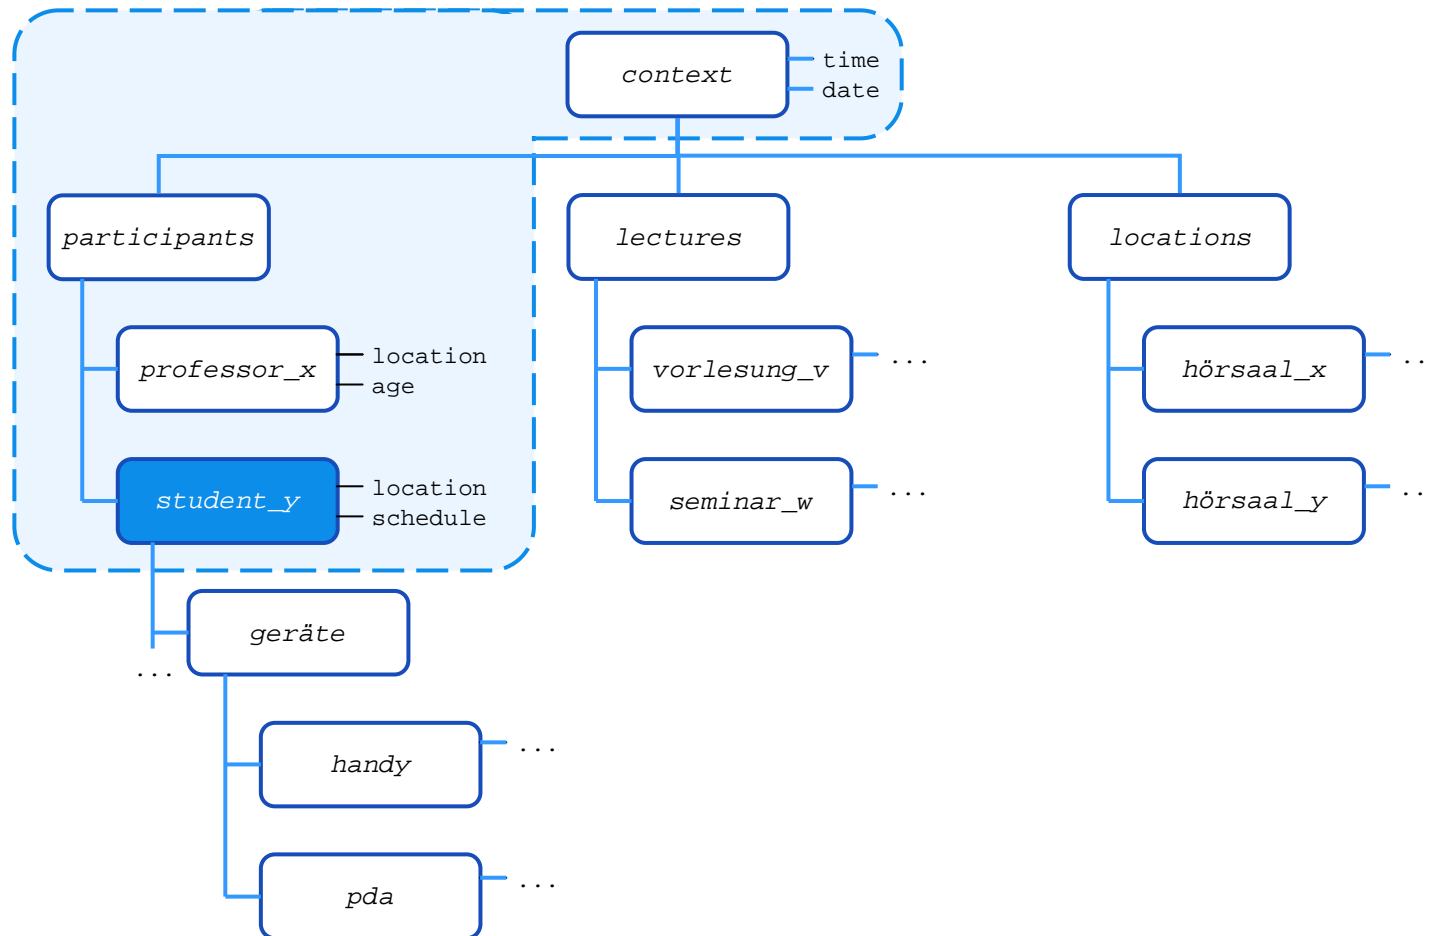 context
time
date
participants
lectures
locations
professor_x
location
age
vorlesung_v
...
hörsaal_x
..
student_y
location
schedule
seminar_w
...
hörsaal_y
..
geräte
...
handy
...
pda
...